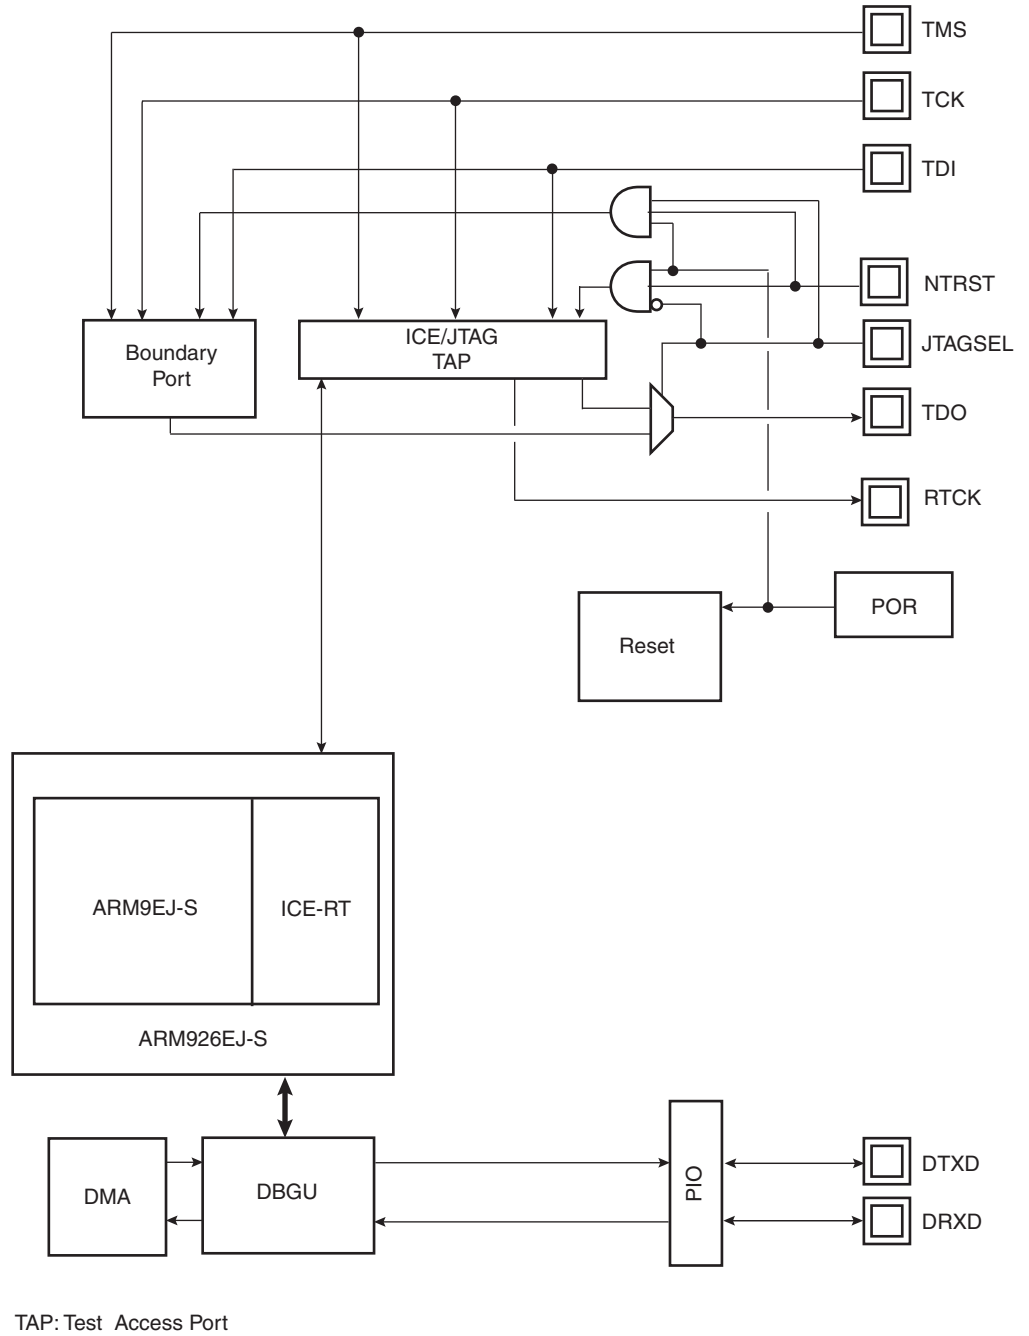 TMS
TCK
TDI
NTRST
JTAGSEL
TDO
RTCK
Boundary
Port
ICE/JTAG
TAP
POR
Reset
ARM9EJ-S
ICE-RT
ARM926EJ-S
DMA
DBGU
PIO
DTXD
DRXD
TAP: Test Access Port